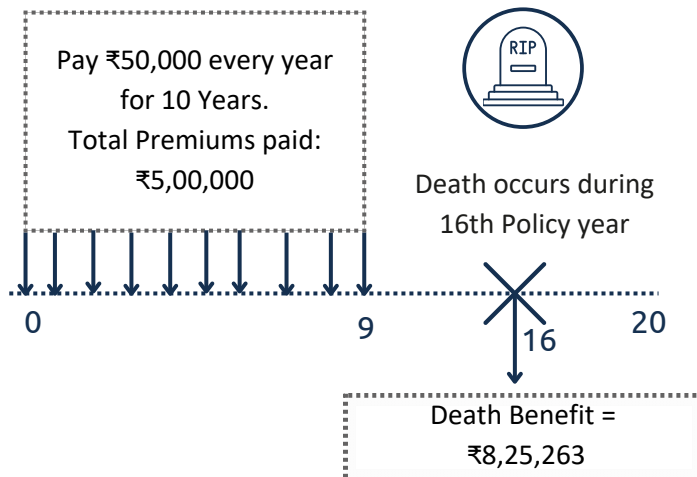 Pay ₹50,000 every year
for 10 Years.
Total Premiums paid:
₹5,00,000
RIP
Death occurs during
16th Policy year
0
9
16
20
Death Benefit =
₹8,25,263